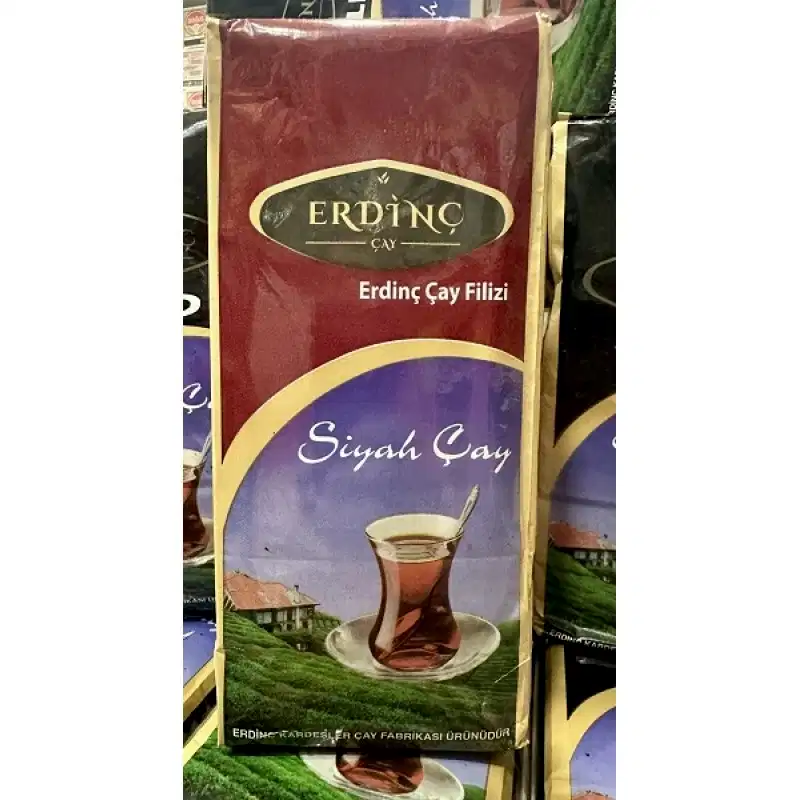 ERDİNÇ
ÇAY
Erdinç Çay Filizi
Siyah Çay
ERDİNÇ KARDEŞLER ÇAY FABRİKASI ÜRÜNÜDÜR